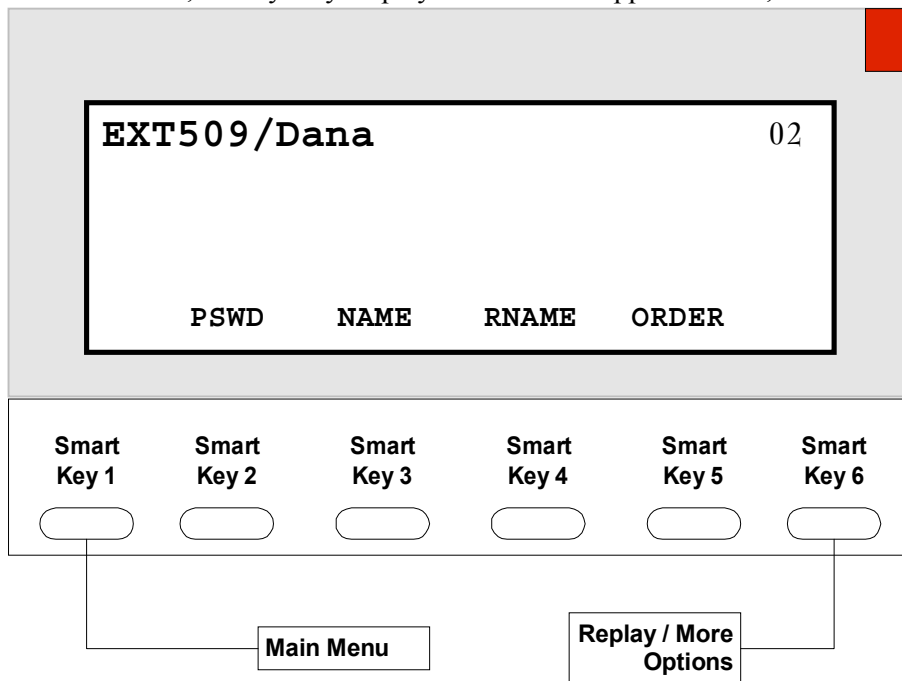 EXT509/Dana 02
PSWD NAME RNAME ORDER
Smart Key 1 Smart Key 2 Smart Key 3 Smart Key 4 Smart Key 5 Smart Key 6
Main Menu
Replay / More
Options